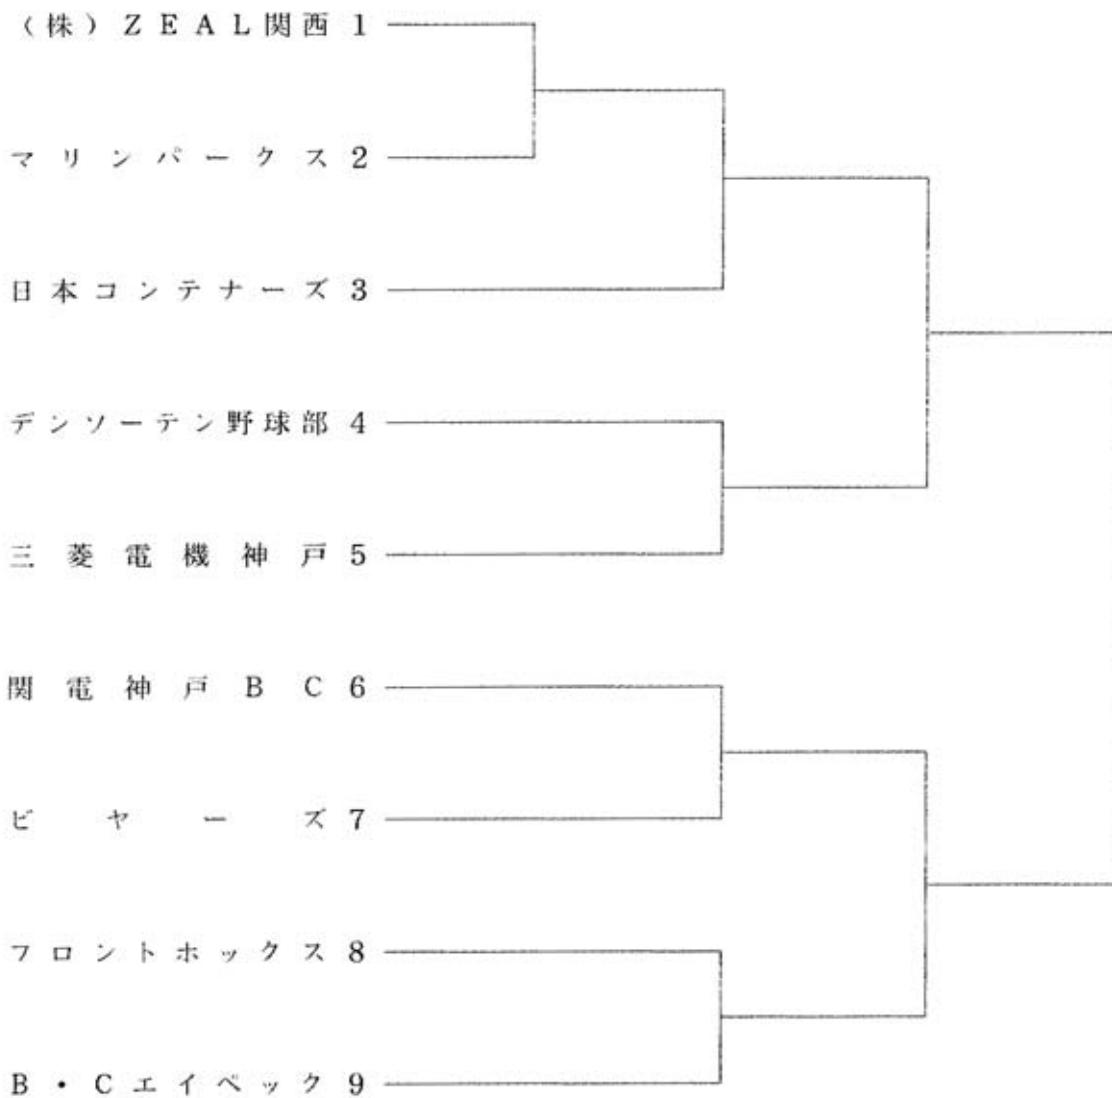 (株)ZEAL関西 1
マリンパークス 2
日本コンテナーズ 3
デンソーテン野球部 4
三菱電機神戸 5
関電神戸BC 6
ビヤーズ 7
フロントホックス 8
B・Cエイベック 9